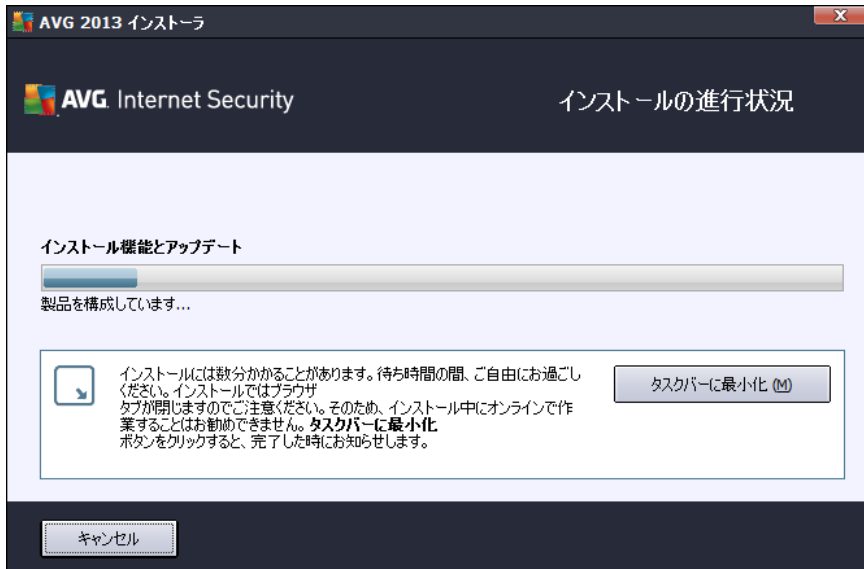 AVG 2013 インストーラ
AVG. Internet Security
インストールの進行状況
インストール機能とアップデート
製品を構成しています...
インストールには数分かかることがあります。待ち時間の間、ご自由にお過ごし
ください。インストールではブラウザ
タブが閉じますのでご注意ください。そのため、インストール中にオンラインで作
業することはお勧めできません。タスクバーに最小化
ボタンをクリックすると、完了した時にお知らせします。
タスクバーに最小化 (M)
キャンセル